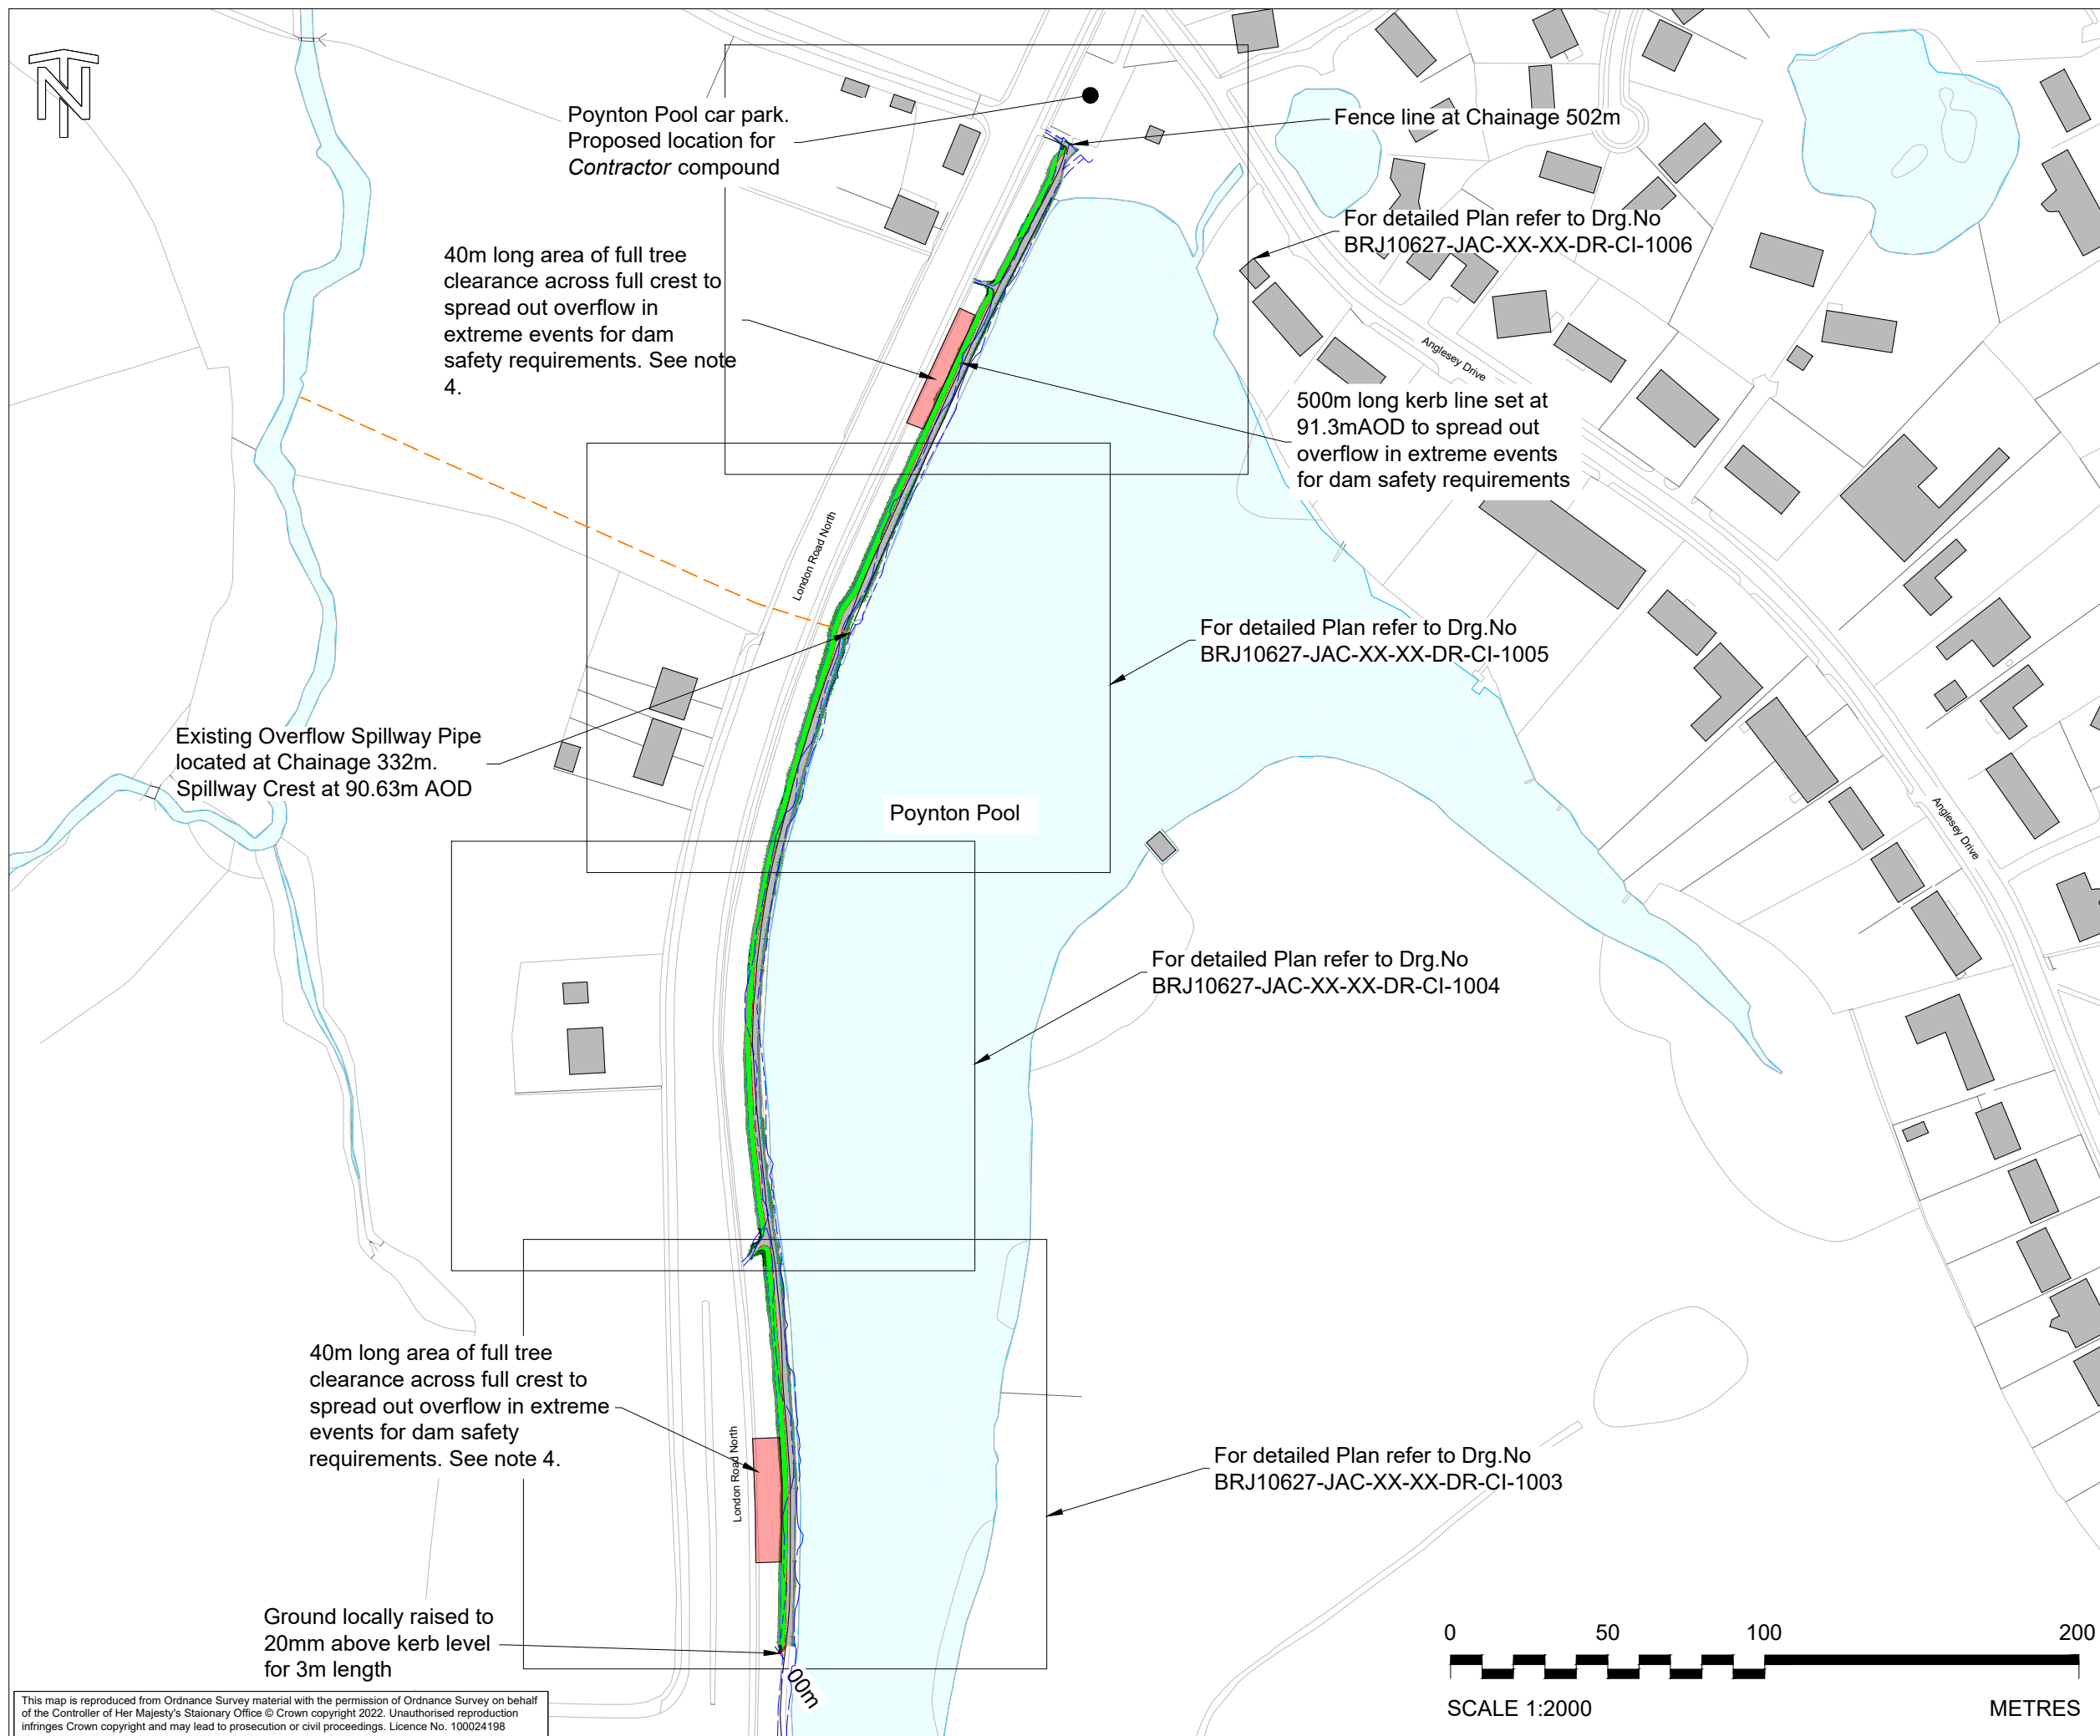 Poynton Pool car park.
Proposed location for
Contractor compound
Fence line at Chainage 502m
For detailed Plan refer to Drg.No
BRJ10627-JAC-XX-XX-DR-CI-1006
40m long area of full tree
clearance across full crest to
spread out overflow in
extreme events for dam
safety requirements. See note
4.
Anglesey Drive
500m long kerb line set at
91.3mAOD to spread out
overflow in extreme events
for dam safety requirements
London Road North
For detailed Plan refer to Drg.No
BRJ10627-JAC-XX-XX-DR-CI-1005
Existing Overflow Spillway Pipe
located at Chainage 332m.
Spillway Crest at 90.63m AOD
Poynton Pool
Anglesey Drive
For detailed Plan refer to Drg.No
BRJ10627-JAC-XX-XX-DR-CI-1004
40m long area of full tree
clearance across full crest to
spread out overflow in extreme
events for dam safety
requirements. See note 4.
London Road North
For detailed Plan refer to Drg.No
BRJ10627-JAC-XX-XX-DR-CI-1003
Ground locally raised to
20mm above kerb level
for 3m length
00m
0 50 100 200
SCALE 1:2000 METRES
This map is reproduced from Ordnance Survey material with the permission of Ordnance Survey on behalf
of the Controller of Her Majesty's Staionary Office © Crown copyright 2022. Unauthorised reproduction
infringes Crown copyright and may lead to prosecution or civil proceedings. Licence No. 100024198
N